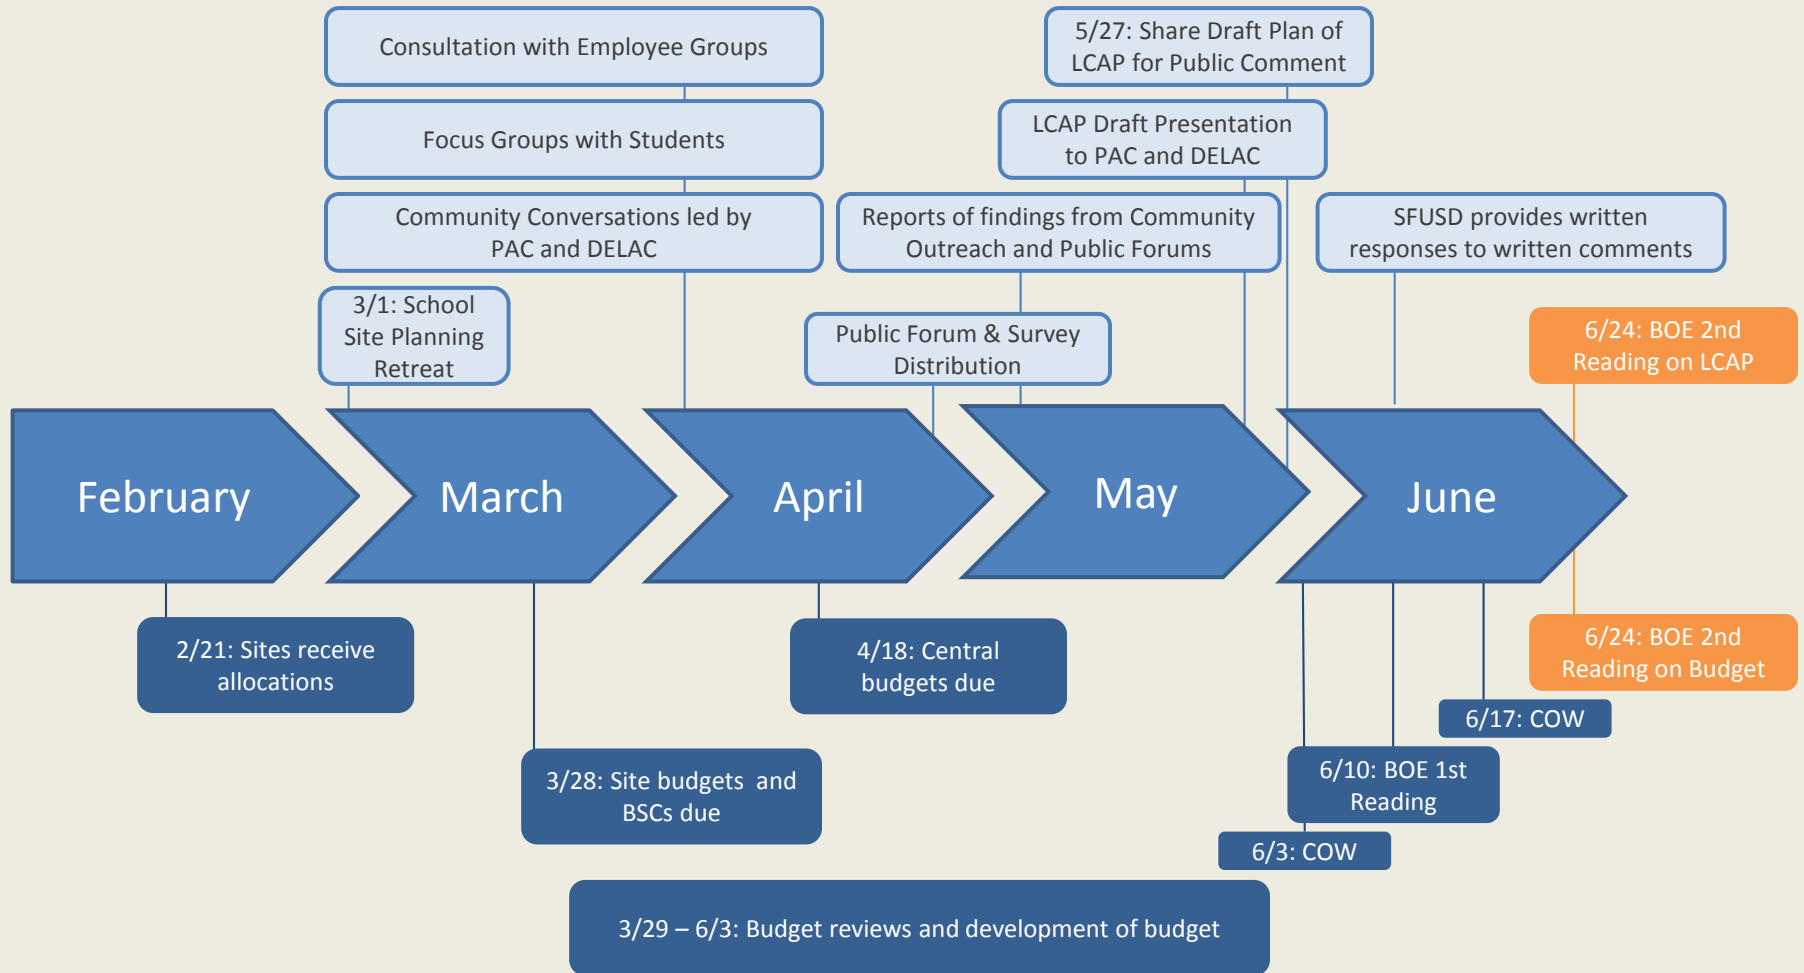 Consultation with Employee Groups
5/27: Share Draft Plan of
LCAP for Public Comment
Focus Groups with Students
LCAP Draft Presentation
to PAC and DELAC
Community Conversations led by
PAC and DELAC
Reports of findings from Community
Outreach and Public Forums
SFUSD provides written
responses to written comments
3/1: School
Site Planning
Retreat
Public Forum & Survey
Distribution
6/24: BOE 2nd
Reading on LCAP
February
March
April
May
June
2/21: Sites receive
allocations
4/18: Central
budgets due
6/24: BOE 2nd
Reading on Budget
6/17: COW
3/28: Site budgets  and
BSCs due
6/10: BOE 1st
Reading
6/3: COW
3/29 – 6/3: Budget reviews and development of budget